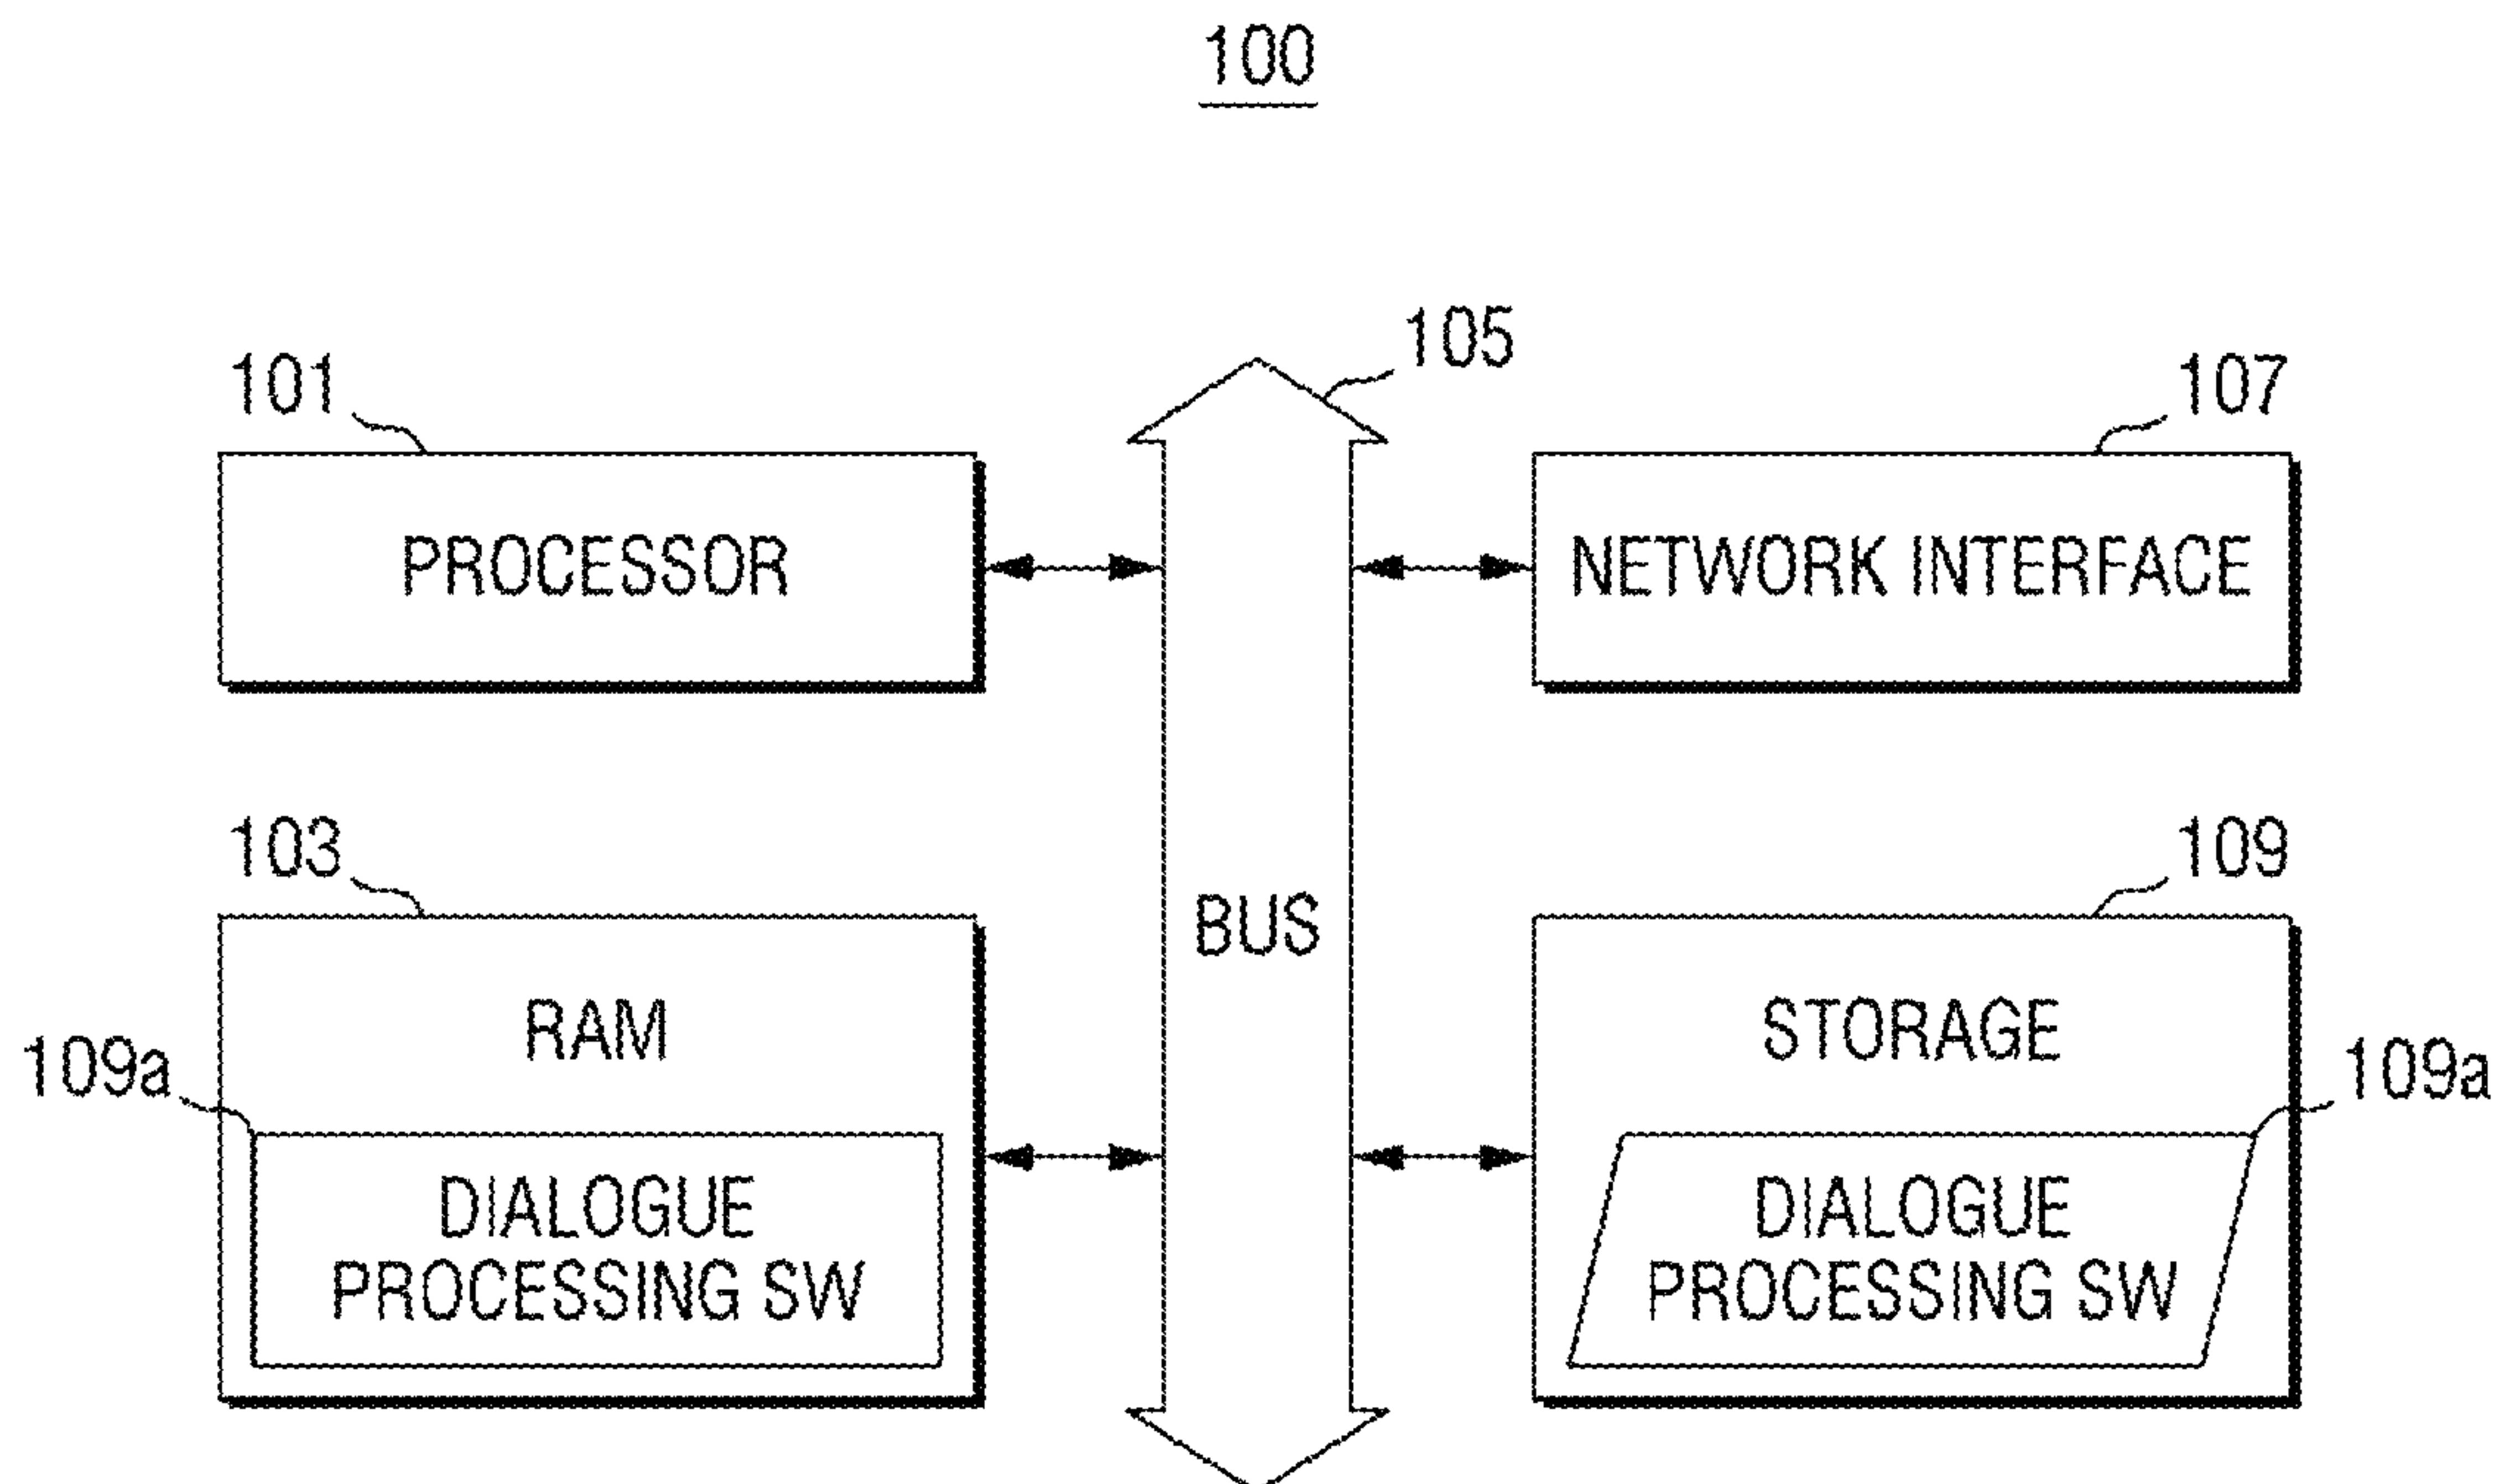 100
105
101
107
PROCESSOR
NETWORK INTERFACE
103
109
BUS
RAM
STORAGE
109a
109a
DIALOGUE
PROCESSING SW
DIALOGUE
PROCESSING SW